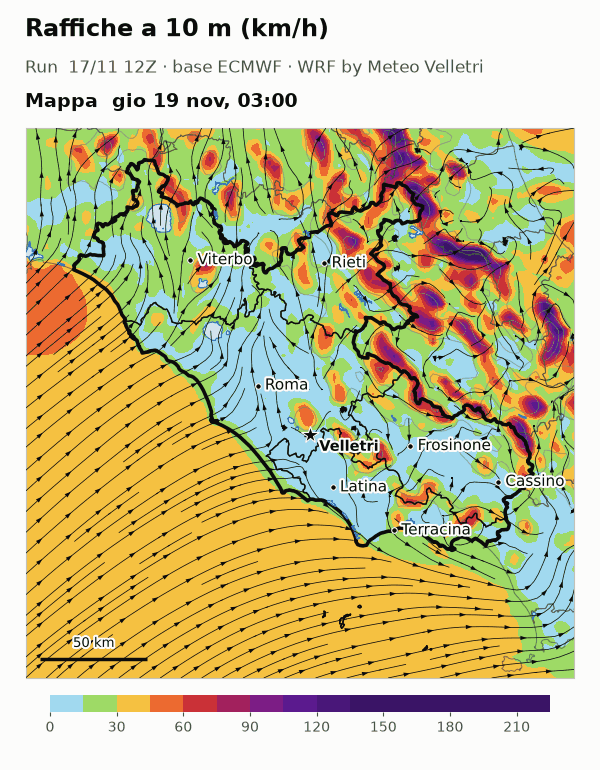 Raffiche a 10 m (km/h)
Run  17/11 12Z · base ECMWF · WRF by Meteo Velletri
Mappa  gio 19 nov, 03:00
Viterbo
Rieti
Roma
Velletri
Frosinone
Cassino
Latina
Terracina
50 km
0 30 60 90 120 150 180 210